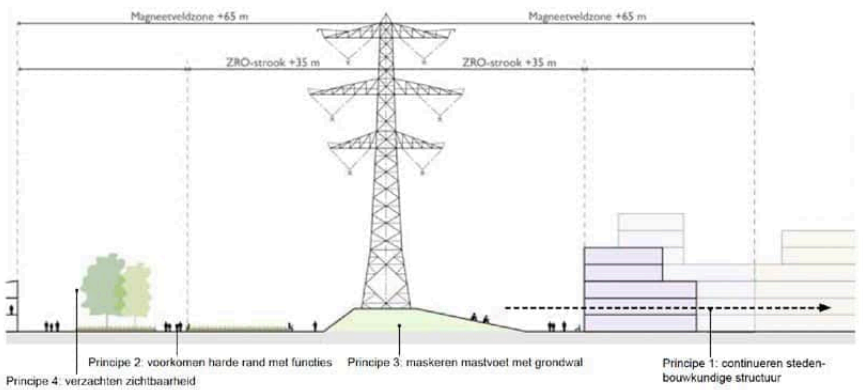 Magneetveldzone +65 m
Magneetveldzone +65 m
ZRO-strook +35 m
ZRO-strook +35 m
Principe 2: voorkomen harde rand met functies
Principe 3: maskeren mastvoet met grondwal
Principe 1: continueren steden-
bouwkundige structuur
Principe 4: verzachten zichtbaarheid